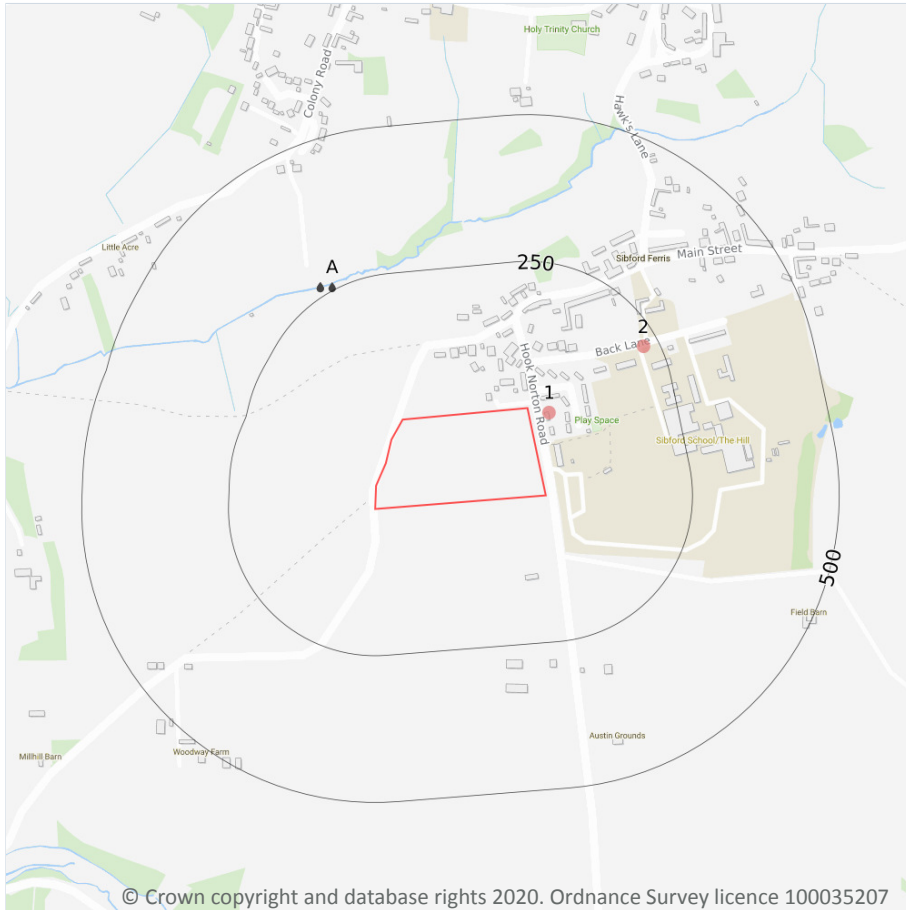 Holy Trinity Church
Colony Road
Hawk's Lane
Little Acre
A
250
Sibford Ferris
Main Street
2
Back Lane
Hook Norton Road
1
Play Space
Sibford School/The Hill
500
Field Barn
Austin Grounds
Woodway Farm
Millhill Barn
© Crown copyright and database rights 2020. Ordnance Survey licence 100035207